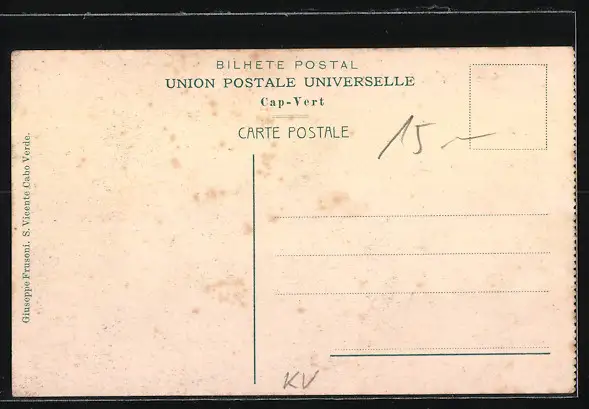 BILHETE POSTAL
UNION POSTALE UNIVERSELLE
Cap-Vert
CARTE POSTALE
15 –
Giuseppe Frusoni, S. Vicente Cabo Verde.
KV